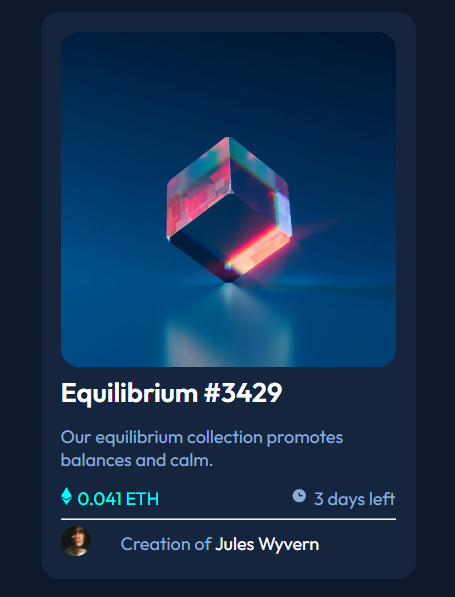 Equilibrium #3429
Our equilibrium collection promotes
balances and calm.
0.041 ETH
3 days left
Creation of Jules Wyvern